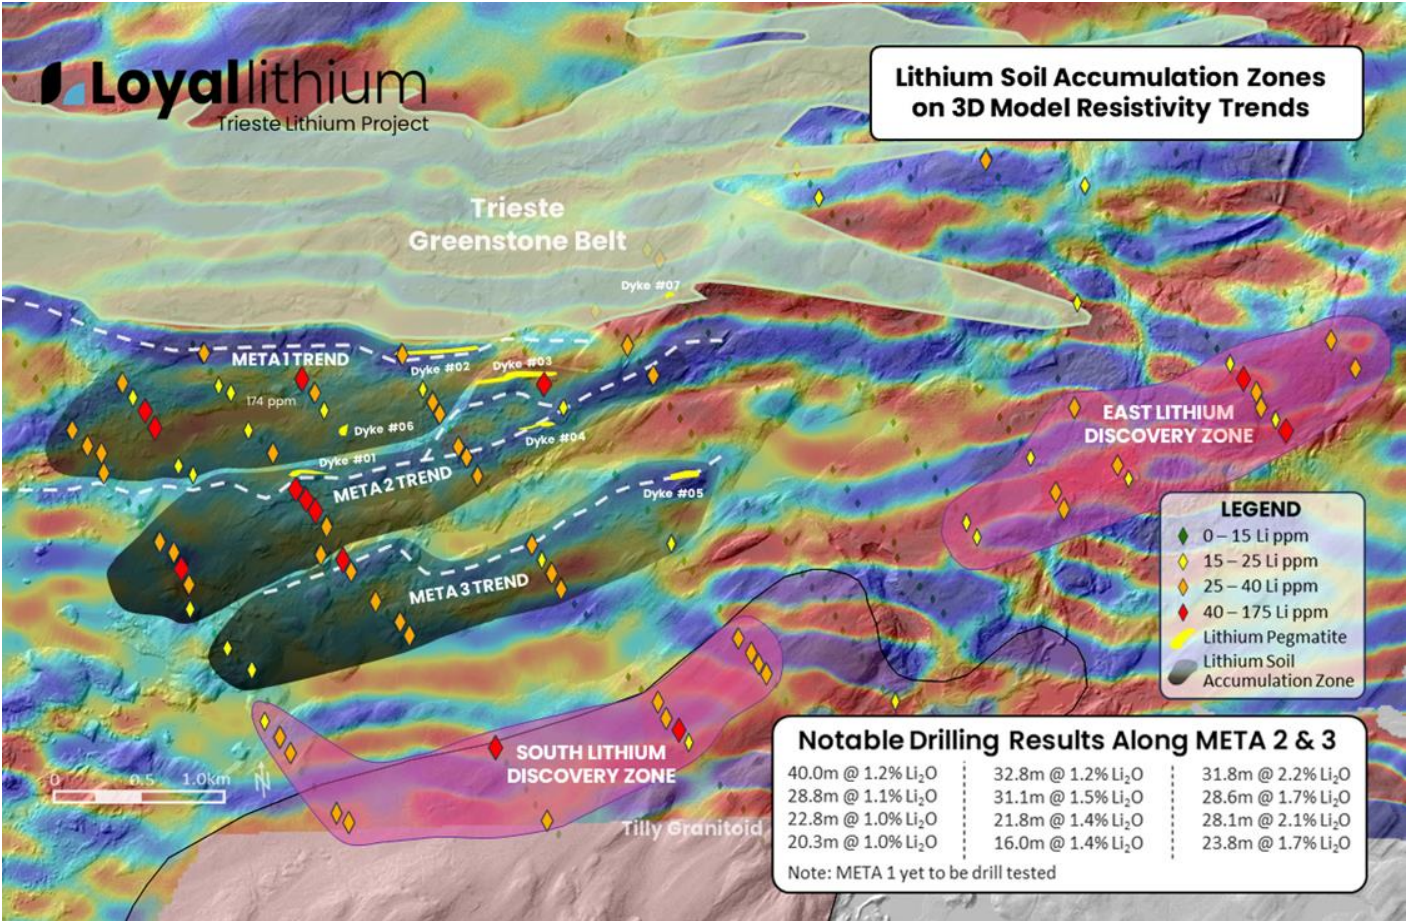 Loyallithium
Trieste Lithium Project
Lithium Soil Accumulation Zones
on 3D Model Resistivity Trends
Trieste
Greenstone Belt
Dyke #07
META 1 TREND
Dyke #02
Dyke #03
174 ppm
Dyke #06
Dyke #04
Dyke #01
META 2 TREND
Dyke #05
META 3 TREND
EAST LITHIUM
DISCOVERY ZONE
LEGEND
0 – 15 Li ppm
15 – 25 Li ppm
25 – 40 Li ppm
40 – 175 Li ppm
Lithium Pegmatite
Lithium Soil
Accumulation Zone
SOUTH LITHIUM
DISCOVERY ZONE
0 0.5 1.0km
N
Tilly Granitoid
Notable Drilling Results Along META 2 & 3
40.0m @ 1.2% Li₂O 32.8m @ 1.2% Li₂O 31.8m @ 2.2% Li₂O
28.8m @ 1.1% Li₂O 31.1m @ 1.5% Li₂O 28.6m @ 1.7% Li₂O
22.8m @ 1.0% Li₂O 21.8m @ 1.4% Li₂O 28.1m @ 2.1% Li₂O
20.3m @ 1.0% Li₂O 16.0m @ 1.4% Li₂O 23.8m @ 1.7% Li₂O
Note: META 1 yet to be drill tested